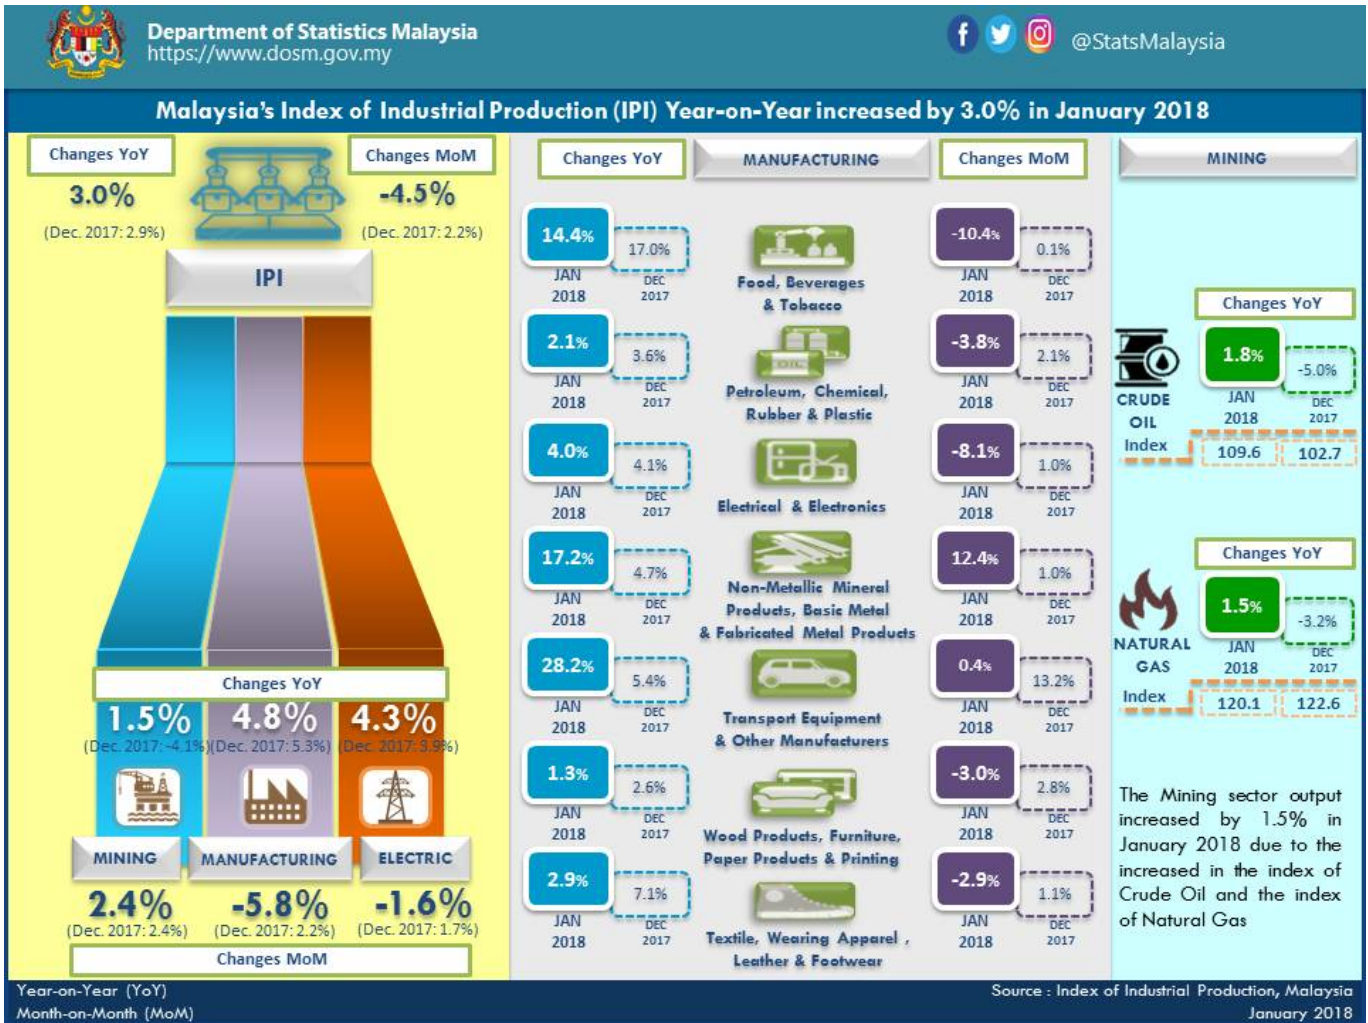 Department of Statistics Malaysia
https://www.dosm.gov.my
@StatsMalaysia
Malaysia's Index of Industrial Production (IPI) Year-on-Year increased by 3.0% in January 2018
Changes YoY
3.0%
(Dec. 2017: 2.9%)
Changes MoM
-4.5%
(Dec. 2017: 2.2%)
IPI
Changes YoY
1.5% 4.8% 4.3%
(Dec. 2017: -4.1%)(Dec. 2017: 5.3%) (Dec. 2017: 3.9%)
MINING MANUFACTURING ELECTRIC
2.4% -5.8% -1.6%
(Dec. 2017: 2.4%) (Dec. 2017: 2.2%) (Dec. 2017: 1.7%)
Changes MoM
Changes YoY MANUFACTURING Changes MoM
14.4% 17.0%
JAN 2018 DEC 2017
Food, Beverages
& Tobacco
-10.4% 0.1%
JAN 2018 DEC 2017
2.1% 3.6%
JAN 2018 DEC 2017
OIL
Petroleum, Chemical,
Rubber & Plastic
-3.8% 2.1%
JAN 2018 DEC 2017
4.0% 4.1%
JAN 2018 DEC 2017
Electrical & Electronics
-8.1% 1.0%
JAN 2018 DEC 2017
17.2% 4.7%
JAN 2018 DEC 2017
Non-Metallic Mineral
Products, Basic Metal
& Fabricated Metal Products
12.4% 1.0%
JAN 2018 DEC 2017
28.2% 5.4%
JAN 2018 DEC 2017
Transport Equipment
& Other Manufacturers
0.4% 13.2%
JAN 2018 DEC 2017
1.3% 2.6%
JAN 2018 DEC 2017
Wood Products, Furniture,
Paper Products & Printing
-3.0% 2.8%
JAN 2018 DEC 2017
2.9% 7.1%
JAN 2018 DEC 2017
Textile, Wearing Apparel ,
Leather & Footwear
-2.9% 1.1%
JAN 2018 DEC 2017
MINING
Changes YoY
1.8% -5.0%
CRUDE
OIL
JAN 2018 DEC 2017
Index 109.6 102.7
Changes YoY
1.5% -3.2%
NATURAL
GAS
JAN 2018 DEC 2017
Index 120.1 122.6
The Mining sector output
increased by 1.5% in
January 2018 due to the
increased in the index of
Crude Oil and the index
of Natural Gas
Year-on-Year (YoY)
Month-on-Month (MoM)
Source : Index of Industrial Production, Malaysia
January 2018